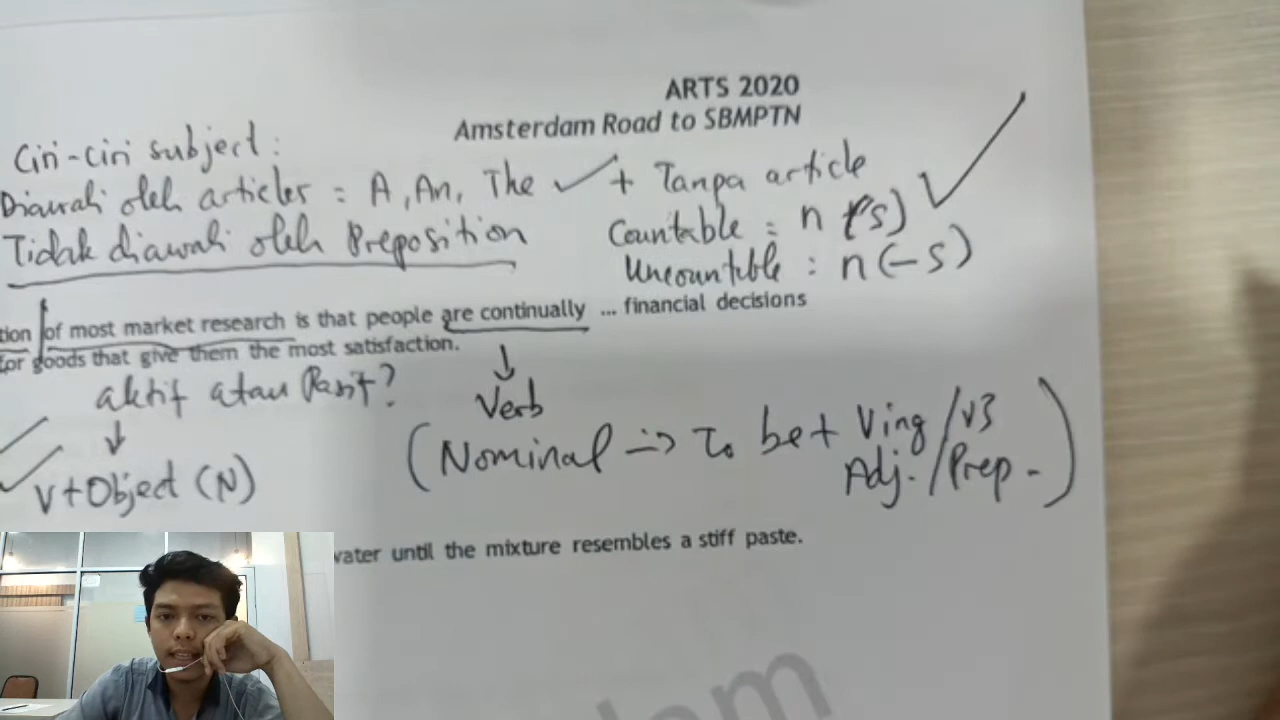 ARTS 2020
Amsterdam Road to SBMPTN
Ciri-ciri subject:
Diawali oleh articles = A, An, The ✓ + Tanpa article
Countable = n (s)
Tidak diawali oleh Preposition
Uncountable : n (-s)
tion of most market research is that people are continually ... financial decisions
for goods that give them the most satisfaction.
aktif atau Pasif?
↓
Verb
(Nominal => To be + Ving/V3
Adj./Prep-)
↓
V+Object (N)
water until the mixture resembles a stiff paste.
dam